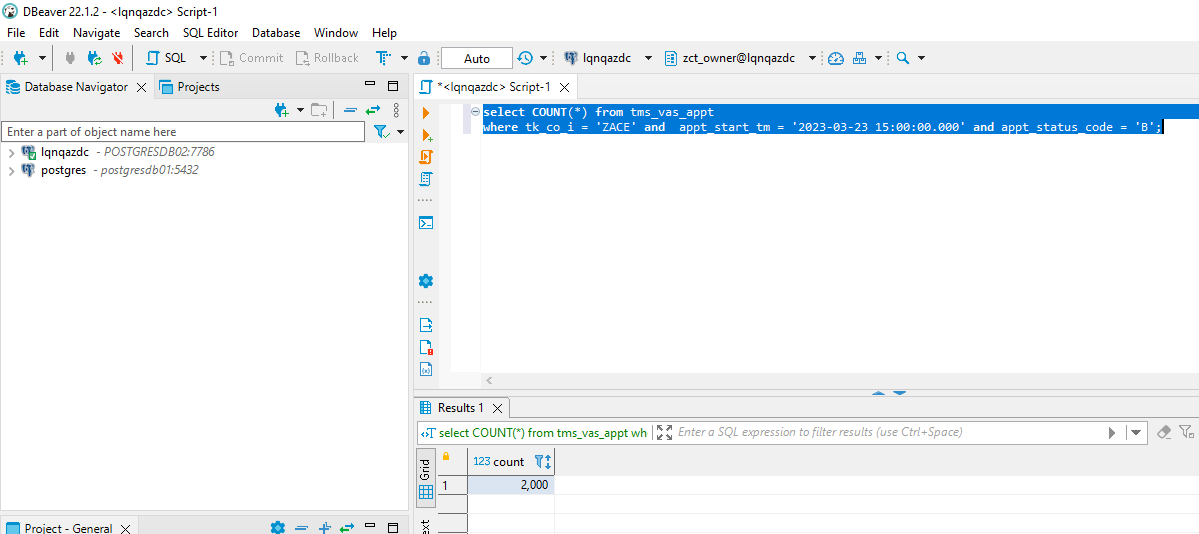 DBeaver 22.1.2 - <lqnqazdc> Script-1
File Edit Navigate Search SQL Editor Database Window Help
SQL Commit Rollback Auto lqnqazdc zct_owner@lqnqazdc
Database Navigator Projects
*<lqnqazdc> Script-1
Enter a part of object name here
lqnqazdc - POSTGRESDB02:7786
postgres - postgresdb01:5432
select COUNT(*) from tms_vas_appt
where tk_co_i = 'ZACE' and  appt_start_tm = '2023-03-23 15:00:00.000' and appt_status_code = 'B';
Results 1
select COUNT(*) from tms_vas_appt wh Enter a SQL expression to filter results (use Ctrl+Space)
Grid
123 count
1 2,000
Project - General